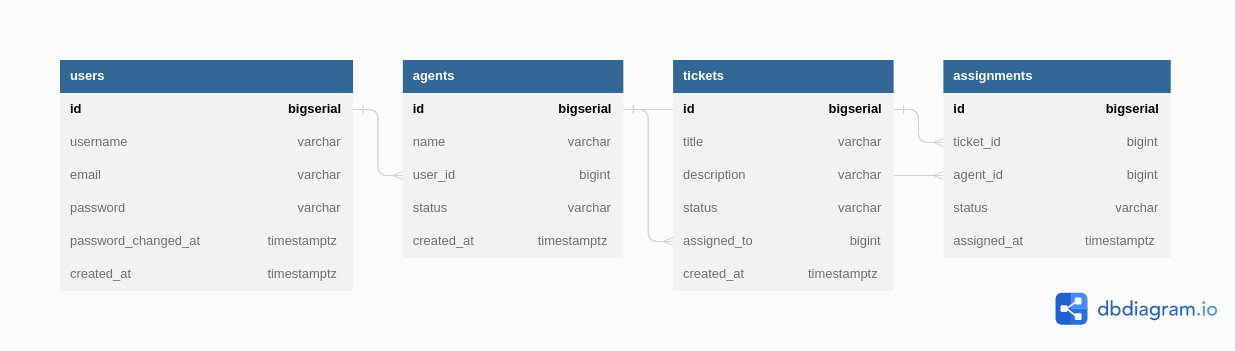 users
id bigserial
username varchar
email varchar
password varchar
password_changed_at timestamptz
created_at timestamptz
agents
id bigserial
name varchar
user_id bigint
status varchar
created_at timestamptz
tickets
id bigserial
title varchar
description varchar
status varchar
assigned_to bigint
created_at timestamptz
assignments
id bigserial
ticket_id bigint
agent_id bigint
status varchar
assigned_at timestamptz
dbdiagram.io